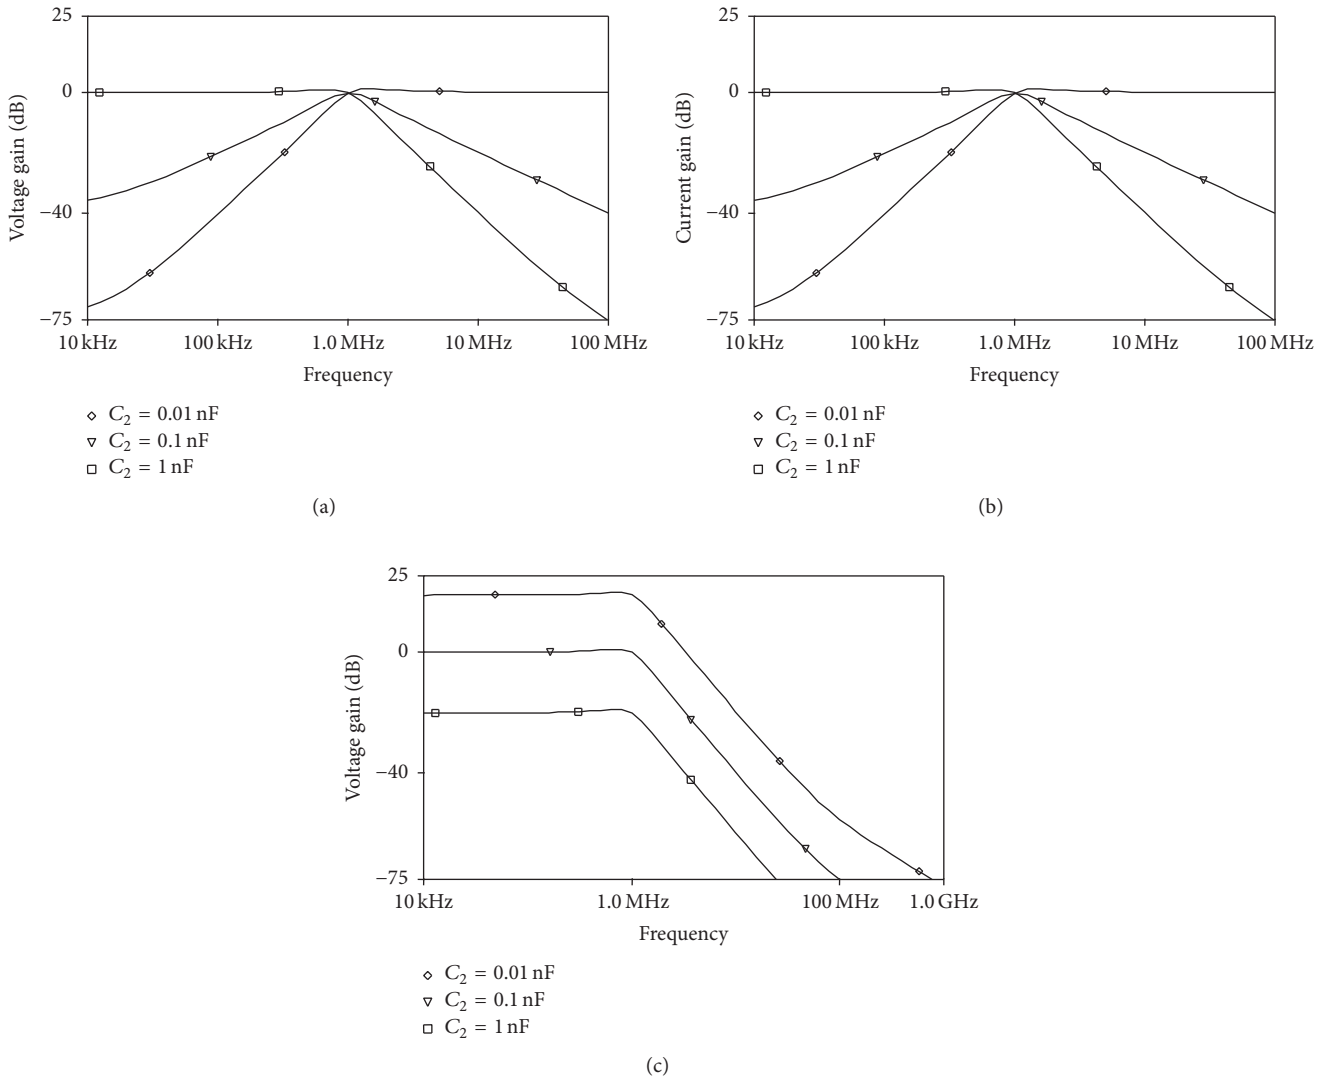 25
0
−40
−75
Voltage gain (dB)
10 kHz 100 kHz 1.0 MHz 10 MHz 100 MHz
Frequency
C2 = 0.01 nF
C2 = 0.1 nF
C2 = 1 nF
(a)
25
0
−40
−75
Current gain (dB)
10 kHz 100 kHz 1.0 MHz 10 MHz 100 MHz
Frequency
C2 = 0.01 nF
C2 = 0.1 nF
C2 = 1 nF
(b)
25
0
−40
−75
Voltage gain (dB)
10 kHz 1.0 MHz 100 MHz 1.0 GHz
Frequency
C2 = 0.01 nF
C2 = 0.1 nF
C2 = 1 nF
(c)